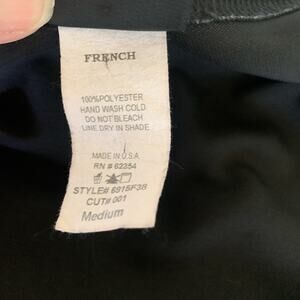 FRENCH
100%POLYESTER
HAND WASH COLD
DO NOT BLEACH
LINE DRY IN SHADE
MADE IN U.S.A
RN # 62354
STYLE# 6915F38
CUT# 001
Medium